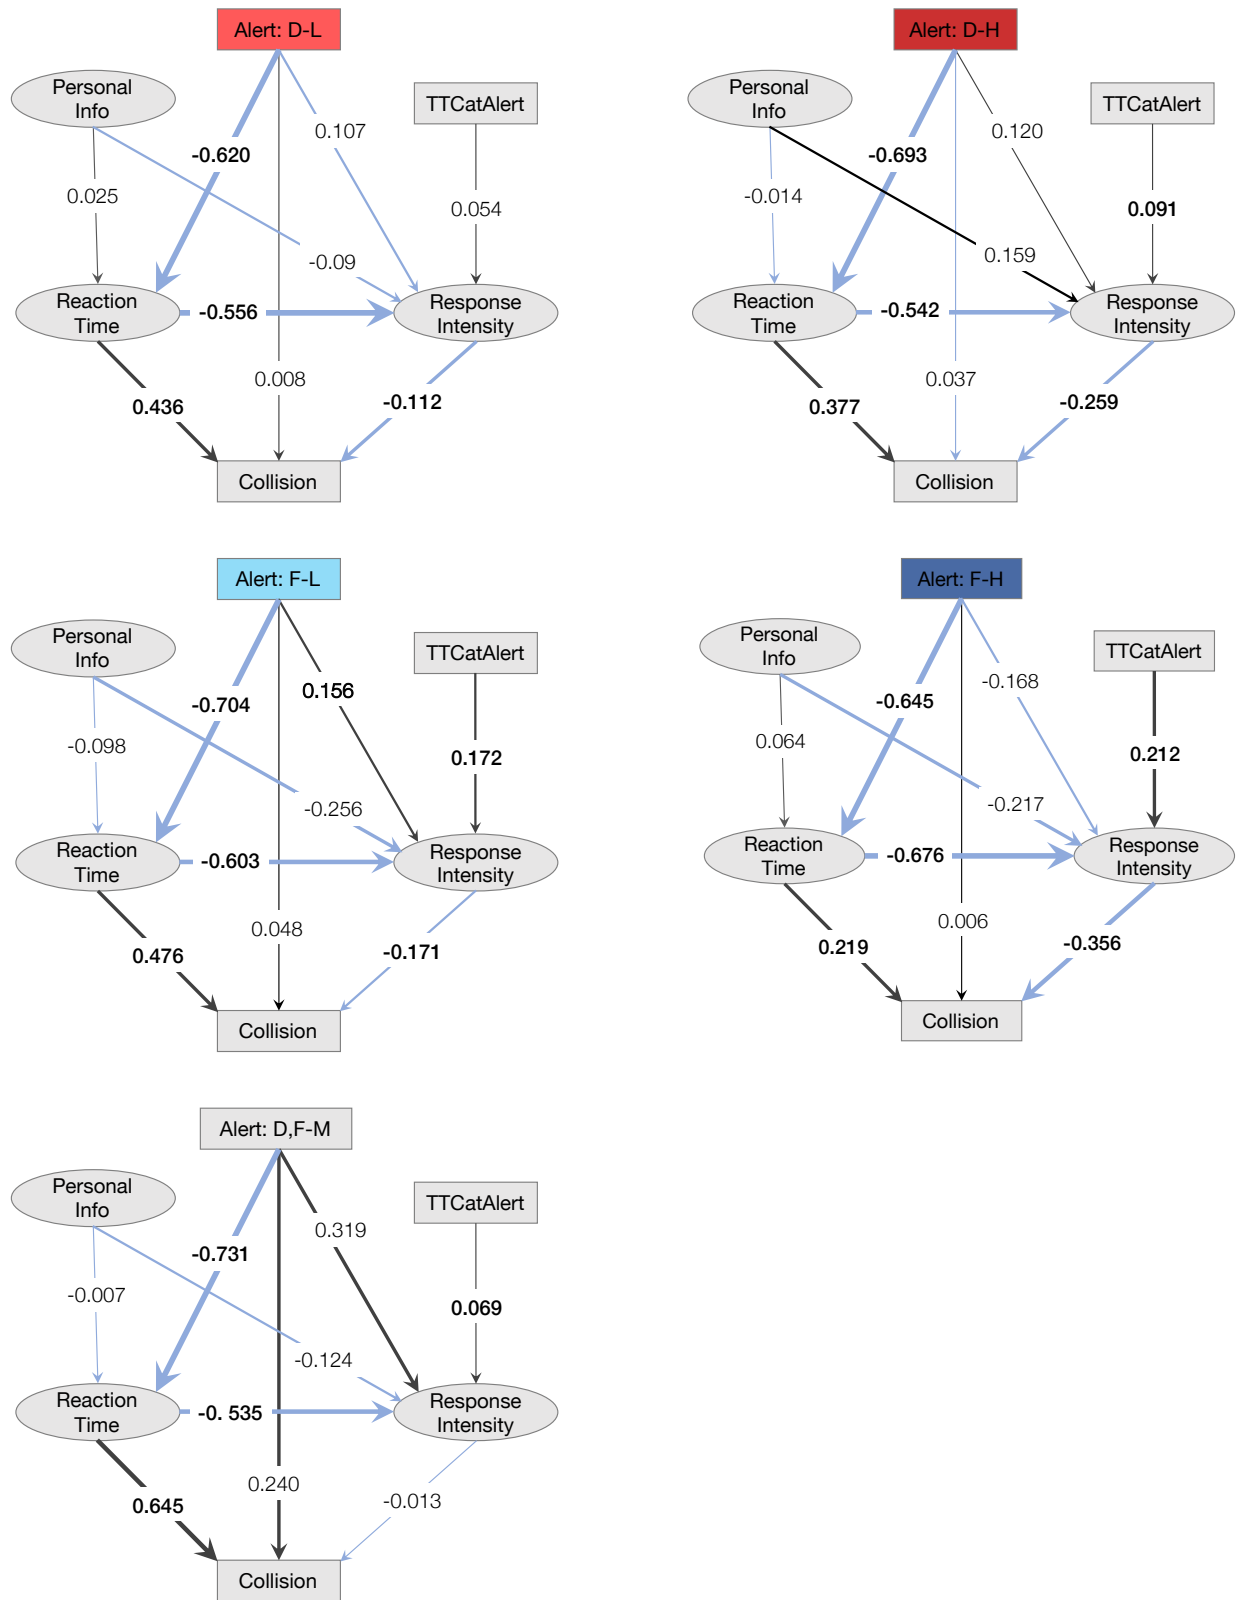 Alert: D-L
Personal
Info
TTCatAlert
0.107
-0.620
0.025
0.054
-0.09
Reaction
Time
-0.556
Response
Intensity
0.008
0.436
-0.112
Collision
Alert: D-H
Personal
Info
TTCatAlert
0.120
-0.693
-0.014
0.091
0.159
Reaction
Time
-0.542
Response
Intensity
0.037
0.377
-0.259
Collision
Alert: F-L
Personal
Info
TTCatAlert
0.156
-0.704
-0.098
0.172
-0.256
Reaction
Time
-0.603
Response
Intensity
0.048
0.476
-0.171
Collision
Alert: F-H
Personal
Info
TTCatAlert
-0.168
-0.645
0.064
0.212
-0.217
Reaction
Time
-0.676
Response
Intensity
0.006
0.219
-0.356
Collision
Alert: D,F-M
Personal
Info
TTCatAlert
0.319
-0.731
-0.007
0.069
-0.124
Reaction
Time
-0. 535
Response
Intensity
0.240
0.645
-0.013
Collision